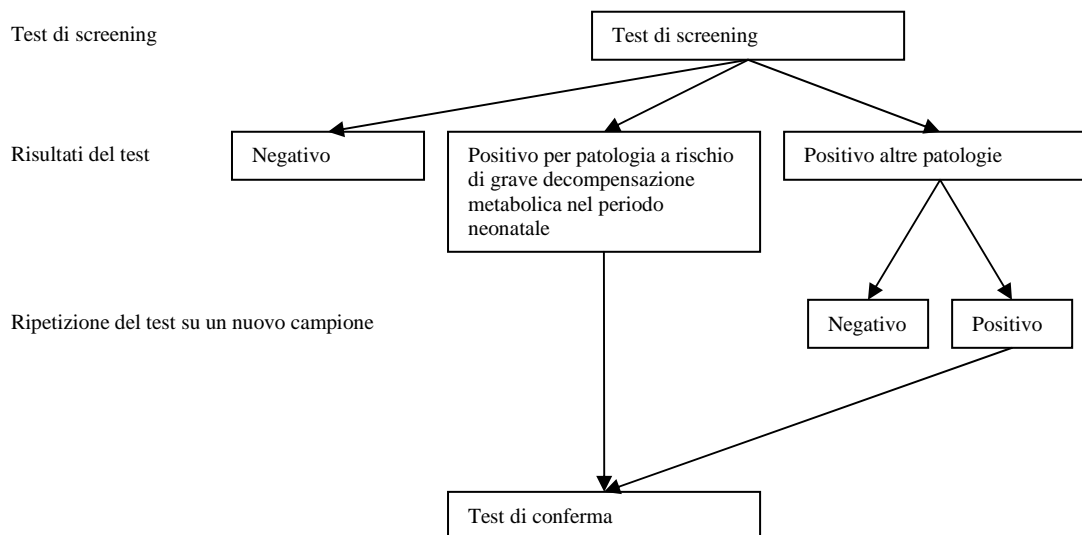 Test di screening
Test di screening
Risultati del test
Negativo
Positivo per patologia a rischio
di grave decompensazione
metabolica nel periodo
neonatale
Positivo altre patologie
Ripetizione del test su un nuovo campione
Negativo
Positivo
Test di conferma